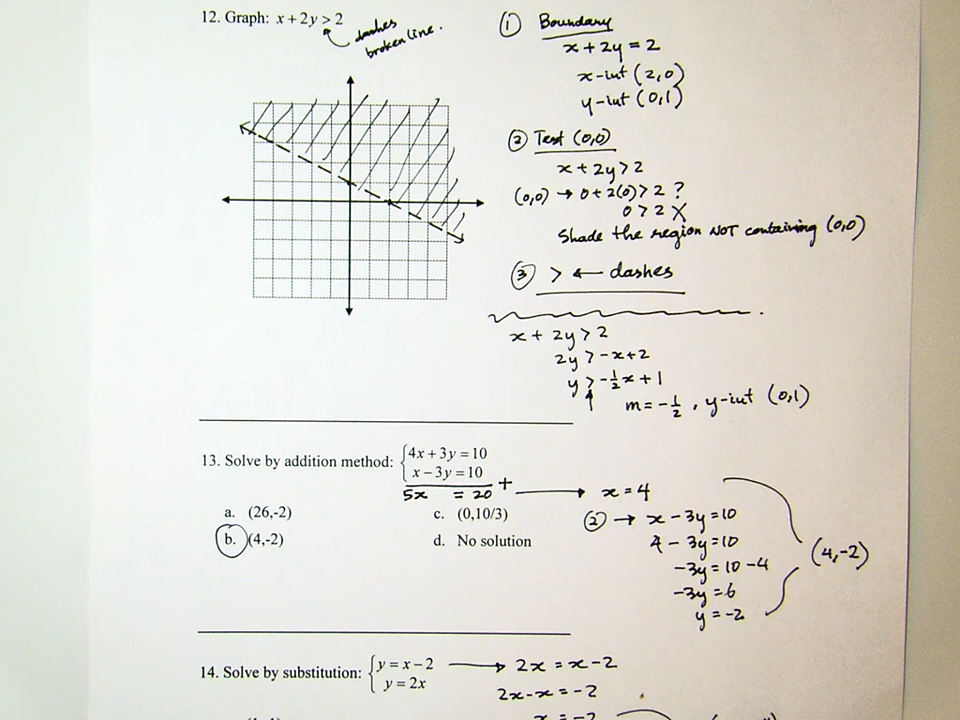 12. Graph: x + 2y > 2
dashes
broken line.
① Boundary
x + 2y = 2
x-int (2,0)
y-int (0,1)
② Test (0,0)
x + 2y > 2
(0,0) → 0 + 2(0) > 2 ?
0 > 2 X
Shade the region NOT containing (0,0)
③ > ← dashes
x + 2y > 2
2y > -x+2
y > -1/2 x + 1
m = -1/2 , y-int (0,1)
13. Solve by addition method: { 4x + 3y = 10
x - 3y = 10
5x = 20 + → x = 4
a. (26,-2)
b. (4,-2)
c. (0,10/3)
d. No solution
② → x - 3y = 10
4 - 3y = 10
-3y = 10 - 4
-3y = 6
y = -2
(4,-2)
14. Solve by substitution: { y = x - 2 → 2x = x - 2
y = 2x
2x - x = -2
x = -2